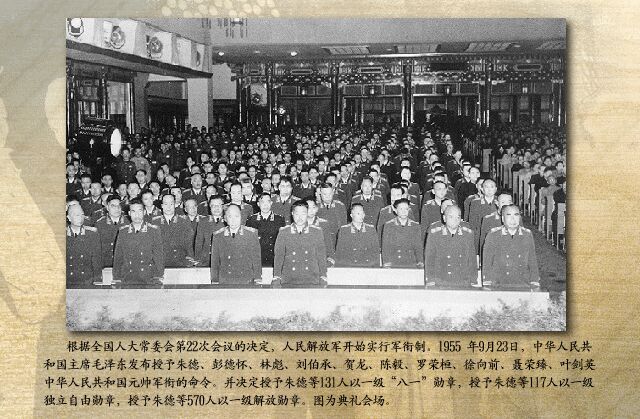 根据全国人大常委会第22次会议的决定，人民解放军开始实行军衔制。1955 年9月23日，中华人民共
和国主席毛泽东发布授予朱德、彭德怀、林彪、刘伯承、贺龙、陈毅、罗荣桓、徐向前、聂荣臻、叶剑英
中华人民共和国元帅军衔的命令。并决定授予朱德等131人以一级“八一”勋章，授予朱德等117人以一级
独立自由勋章，授予朱德等570人以一级解放勋章。图为典礼会场。